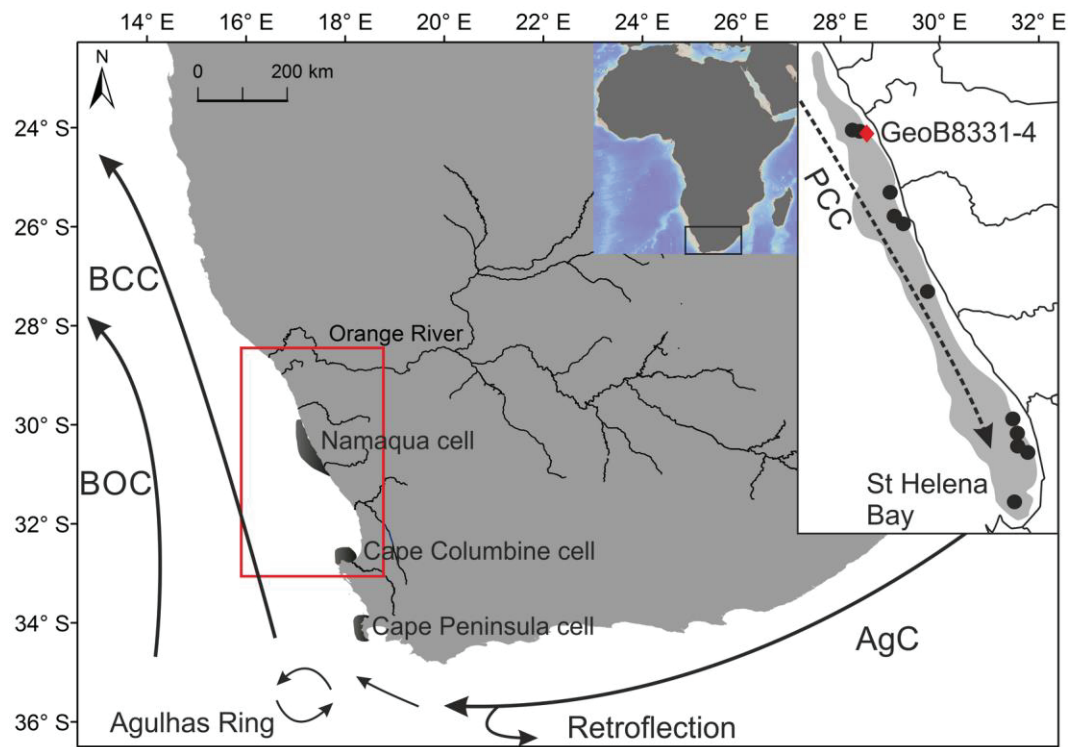 14° E 16° E 18° E 20° E 22° E 24° E 26° E 28° E 30° E 32° E
N
0 200 km
24° S
26° S
28° S
30° S
32° S
34° S
36° S
GeoB8331-4
PCC
St Helena
Bay
BCC
BOC
Orange River
Namaqua cell
Cape Columbine cell
Cape Peninsula cell
AgC
Agulhas Ring
Retroflection